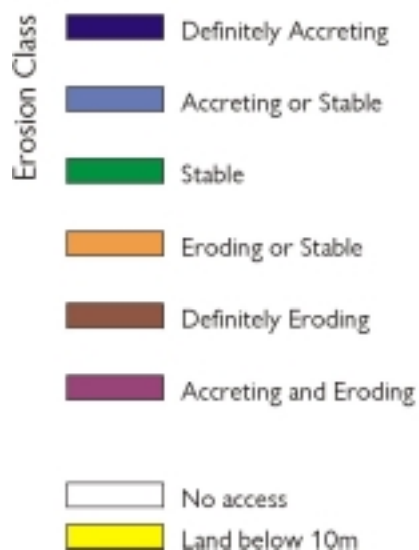 Erosion Class
Definitely Accreting
Accreting or Stable
Stable
Eroding or Stable
Definitely Eroding
Accreting and Eroding
No access
Land below 10m